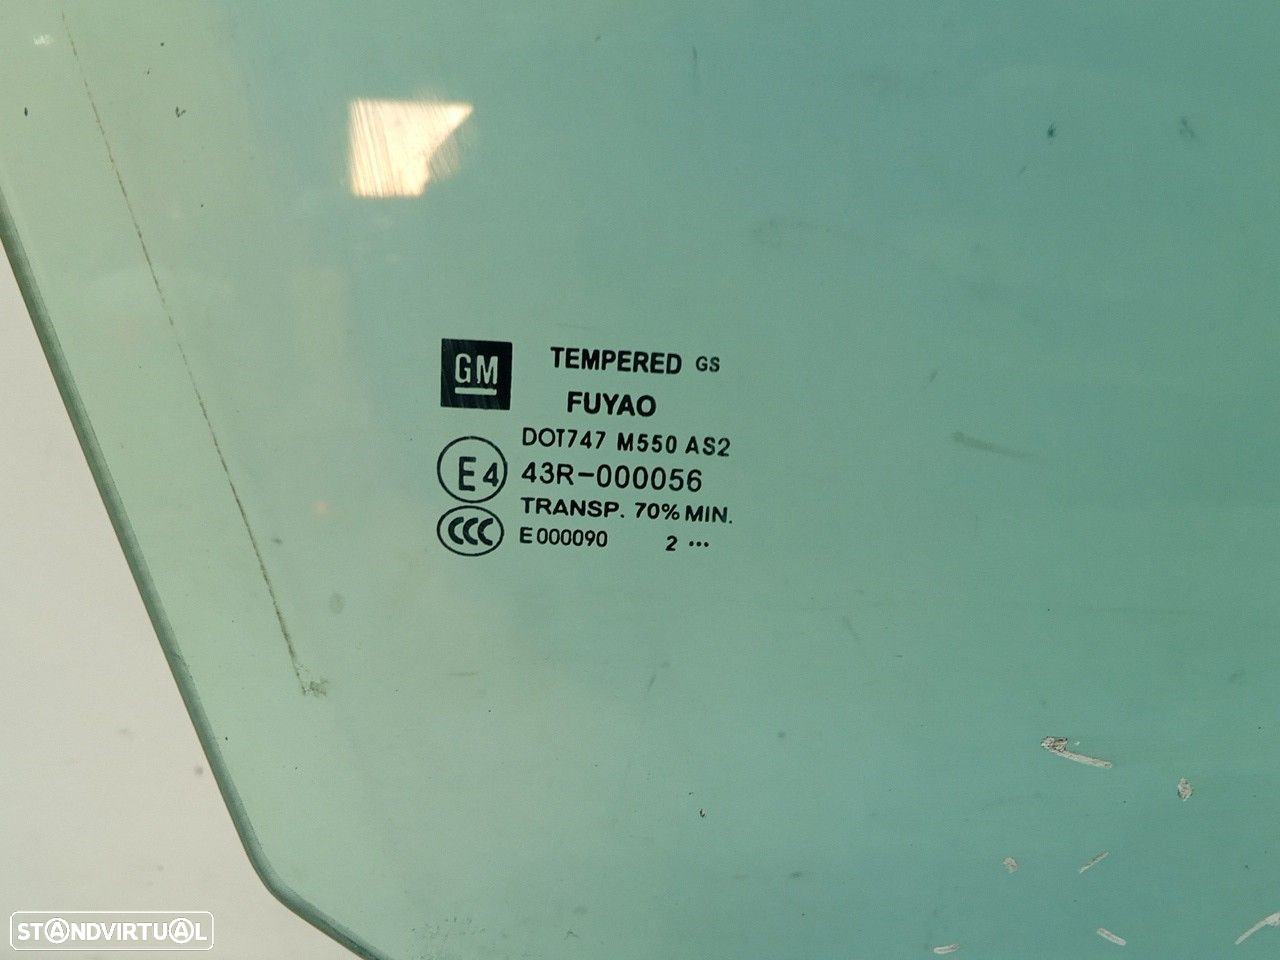 GM
TEMPERED GS
FUYAO
DOT747 M550 AS2
E4 43R-000056
TRANSP. 70% MIN.
CCC E000090 2 •••
STANDVIRTUAL